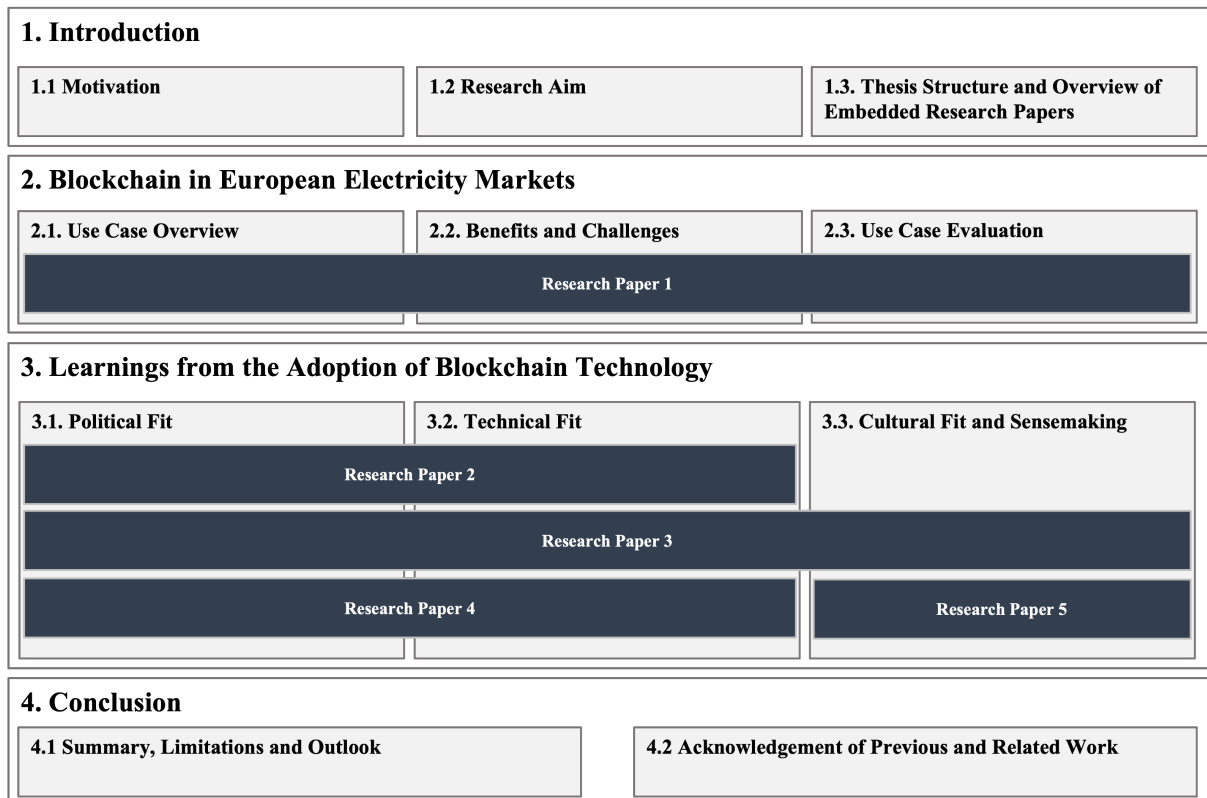 1. Introduction
1.1 Motivation
1.2 Research Aim
1.3. Thesis Structure and Overview of
Embedded Research Papers
2. Blockchain in European Electricity Markets
2.1. Use Case Overview
2.2. Benefits and Challenges
2.3. Use Case Evaluation
Research Paper 1
3. Learnings from the Adoption of Blockchain Technology
3.1. Political Fit
3.2. Technical Fit
3.3. Cultural Fit and Sensemaking
Research Paper 2
Research Paper 3
Research Paper 4
Research Paper 5
4. Conclusion
4.1 Summary, Limitations and Outlook
4.2 Acknowledgement of Previous and Related Work